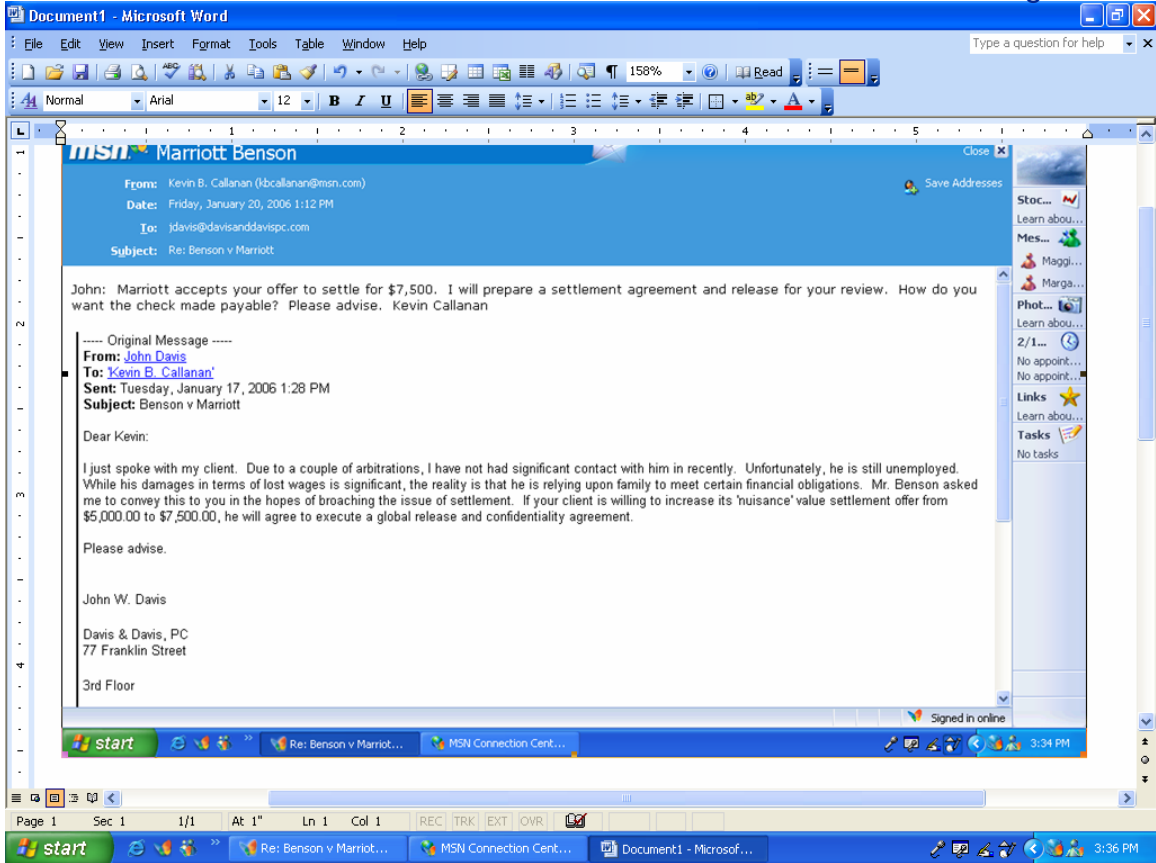 Document1 - Microsoft Word
File Edit View Insert Format Tools Table Window Help Type a question for help
158% Read
Normal Arial 12 B I U
1 2 3 4 5
msn Marriott Benson Close
From: Kevin B. Callanan (kbcallanan@msn.com) Save Addresses
Date: Friday, January 20, 2006 1:12 PM
To: jdavis@davisanddavispc.com
Subject: Re: Benson v Marriott
Stoc...
Learn abou...
Mes...
Maggi...
Marga...
Phot...
Learn abou...
2/1...
No appoint...
No appoint...
Links
Learn abou...
Tasks
No tasks
John: Marriott accepts your offer to settle for $7,500. I will prepare a settlement agreement and release for your review. How do you
want the check made payable? Please advise. Kevin Callanan
----- Original Message -----
From: John Davis
To: 'Kevin B. Callanan'
Sent: Tuesday, January 17, 2006 1:28 PM
Subject: Benson v Marriott
Dear Kevin:
I just spoke with my client. Due to a couple of arbitrations, I have not had significant contact with him in recently. Unfortunately, he is still unemployed.
While his damages in terms of lost wages is significant, the reality is that he is relying upon family to meet certain financial obligations. Mr. Benson asked
me to convey this to you in the hopes of broaching the issue of settlement. If your client is willing to increase its 'nuisance' value settlement offer from
$5,000.00 to $7,500.00, he will agree to execute a global release and confidentiality agreement.
Please advise.
John W. Davis
Davis & Davis, PC
77 Franklin Street
3rd Floor
Signed in online
start Re: Benson v Marriot... MSN Connection Cent... 3:34 PM
Page 1 Sec 1 1/1 At 1" Ln 1 Col 1 REC TRK EXT OVR
start Re: Benson v Marriot... MSN Connection Cent... Document1 - Microsof... 3:36 PM